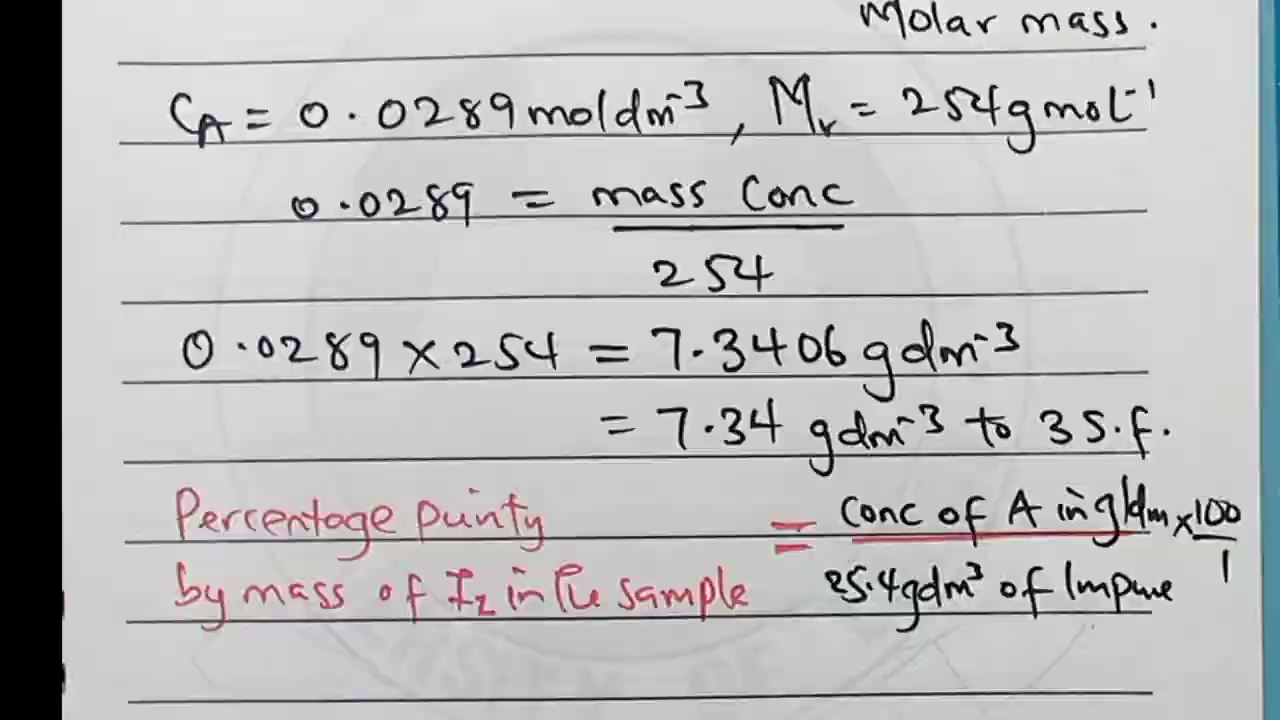 Molar mass.
CA = 0.0289 mol dm⁻³, Mr = 254 g mol⁻¹
0.0289 = mass Conc
254
0.0289 × 254 = 7.3406 g dm⁻³
= 7.34 g dm⁻³ to 3 S.f.
Percentage purity = Conc of A in g/dm × 100
by mass of I₂ in the sample 25.4 g dm³ of Impure 1